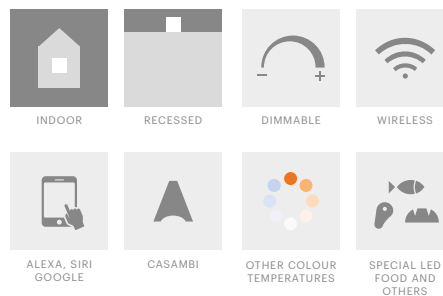 INDOOR
RECESSED
DIMMABLE
WIRELESS
ALEXA, SIRI
GOOGLE
CASAMBI
OTHER COLOUR
TEMPERATURES
SPECIAL LED
FOOD AND
OTHERS